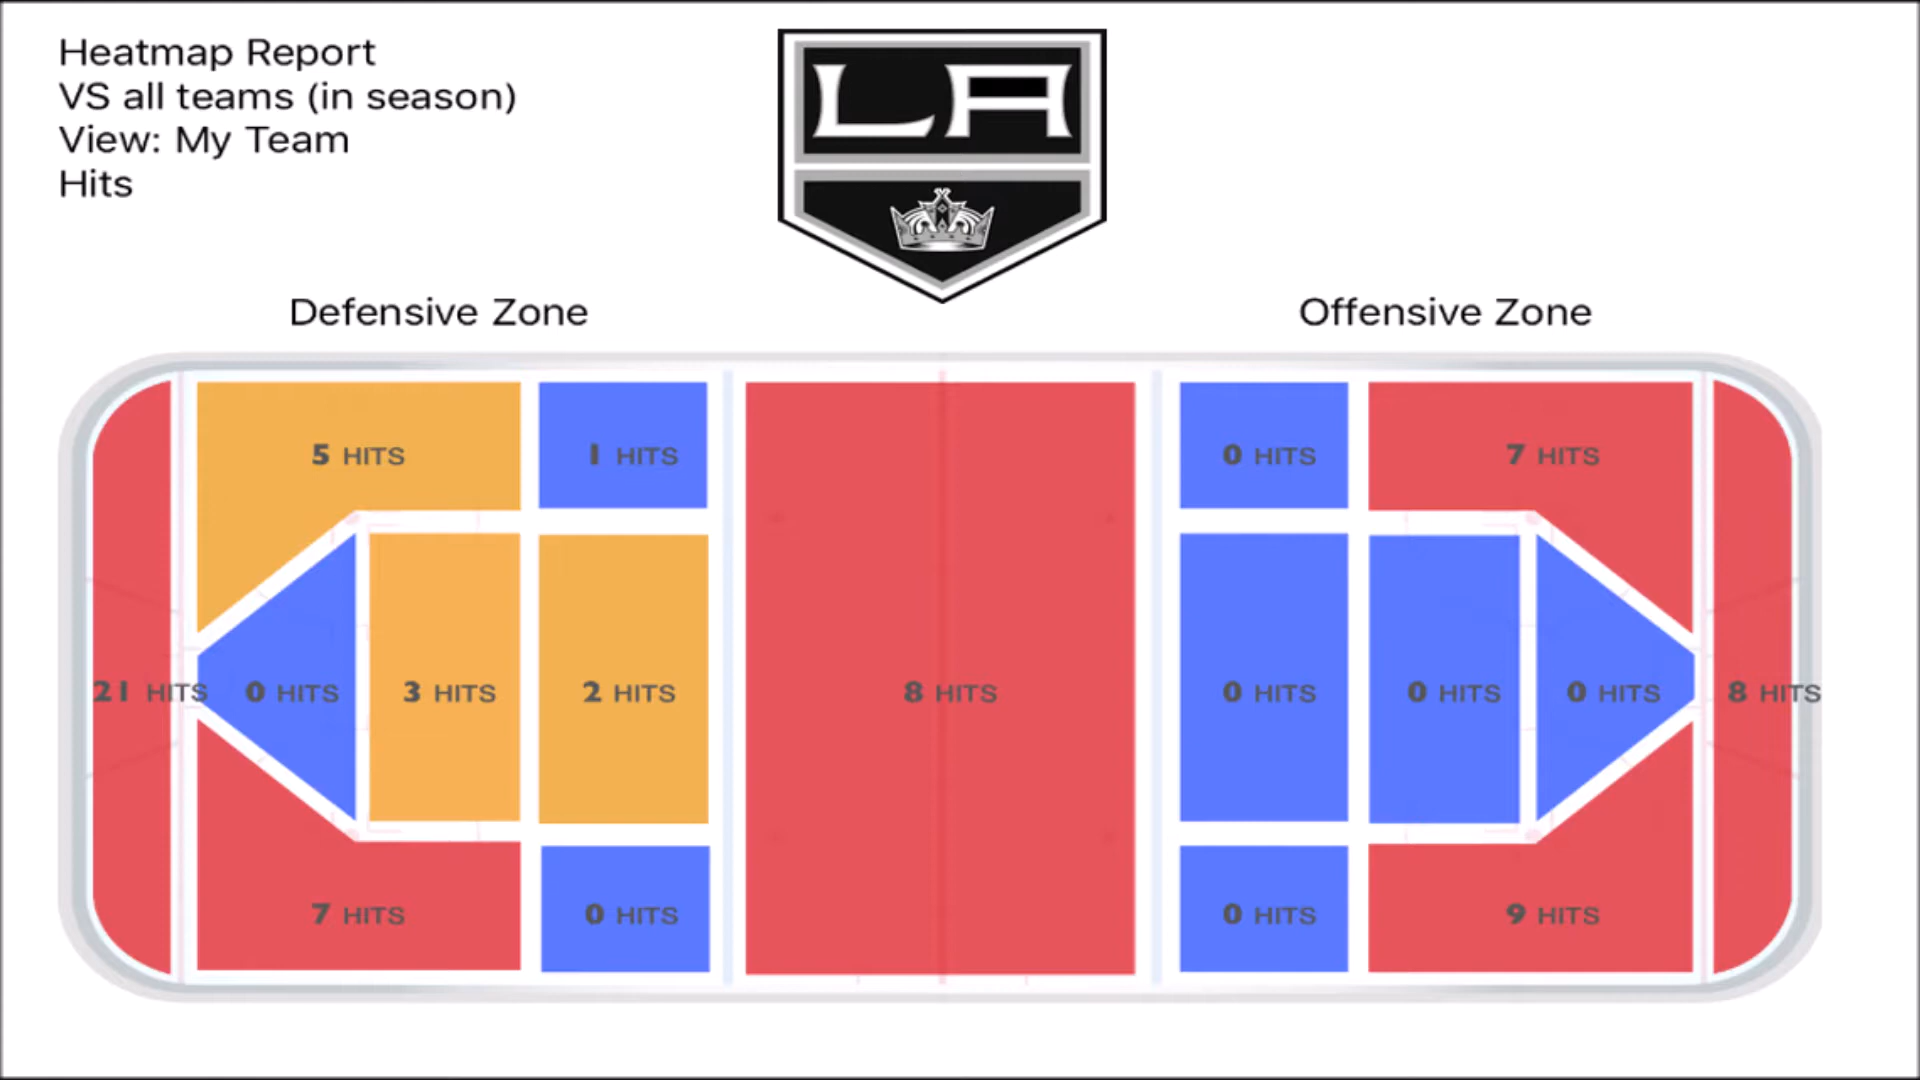 Heatmap Report
VS all teams (in season)
View: My Team
Hits
LA
Defensive Zone
Offensive Zone
5 HITS
1 HITS
0 HITS
7 HITS
21 HITS
0 HITS
3 HITS
2 HITS
8 HITS
0 HITS
0 HITS
0 HITS
8 HITS
7 HITS
0 HITS
0 HITS
9 HITS